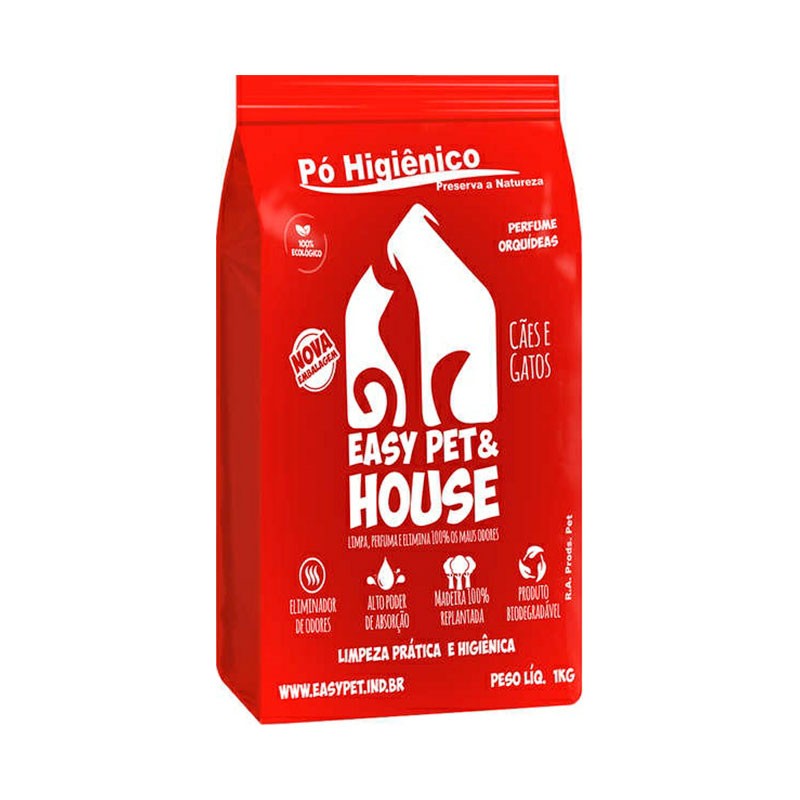 Pó Higiênico
Preserva a Natureza
100%
ECOLÓGICO
PERFUME
ORQUÍDEAS
NOVA
EMBALAGEM
CÃES E
GATOS
EASY PET&
HOUSE
LIMPA, PERFUMA E ELIMINA 100% OS MAUS ODORES
ELIMINADOR
DE ODORES
ALTO PODER
DE ABSORÇÃO
MADEIRA 100%
REPLANTADA
PRODUTO
BIODEGRADÁVEL
R.A. Prods. Pet
LIMPEZA PRÁTICA E HIGIÊNICA
WWW.EASYPET.IND.BR
PESO LÍQ. 1KG